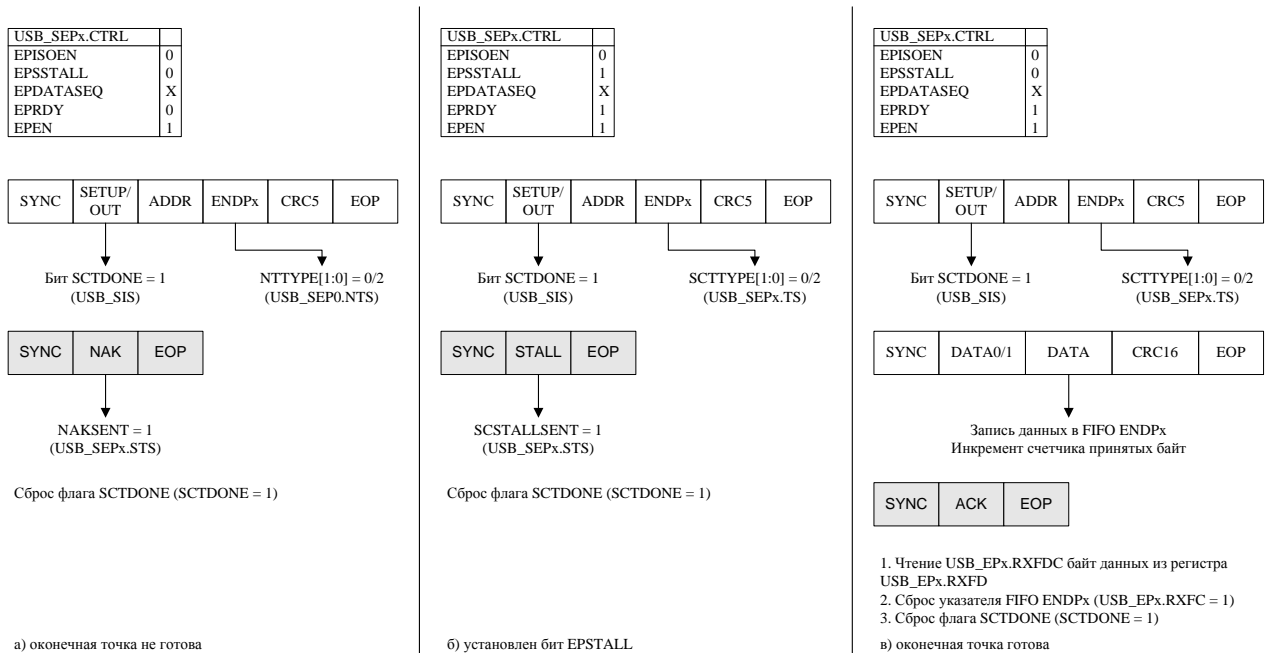 USB_SEPx.CTRL
EPISOEN 0
EPSSTALL 0
EPDATASEQ X
EPRDY 0
EPEN 1
SYNC SETUP/ OUT ADDR ENDPx CRC5 EOP
Бит SCTDONE = 1
(USB_SIS)
NTTYPE[1:0] = 0/2
(USB_SEP0.NTS)
SYNC NAK EOP
NAKSENT = 1
(USB_SEPx.STS)
Сброс флага SCTDONE (SCTDONE = 1)
а) оконечная точка не готова
USB_SEPx.CTRL
EPISOEN 0
EPSSTALL 1
EPDATASEQ X
EPRDY 1
EPEN 1
SYNC SETUP/ OUT ADDR ENDPx CRC5 EOP
Бит SCTDONE = 1
(USB_SIS)
SCTTYPE[1:0] = 0/2
(USB_SEPx.TS)
SYNC STALL EOP
SCSTALLSENT = 1
(USB_SEPx.STS)
Сброс флага SCTDONE (SCTDONE = 1)
б) установлен бит EPSTALL
USB_SEPx.CTRL
EPISOEN 0
EPSSTALL 0
EPDATASEQ X
EPRDY 1
EPEN 1
SYNC SETUP/ OUT ADDR ENDPx CRC5 EOP
Бит SCTDONE = 1
(USB_SIS)
SCTTYPE[1:0] = 0/2
(USB_SEPx.TS)
SYNC DATA0/1 DATA CRC16 EOP
Запись данных в FIFO ENDPx
Инкремент счетчика принятых байт
SYNC ACK EOP
1. Чтение USB_EPx.RXFDC байт данных из регистра
USB_EPx.RXFD
2. Сброс указателя FIFO ENDPx (USB_EPx.RXFC = 1)
3. Сброс флага SCTDONE (SCTDONE = 1)
в) оконечная точка готова